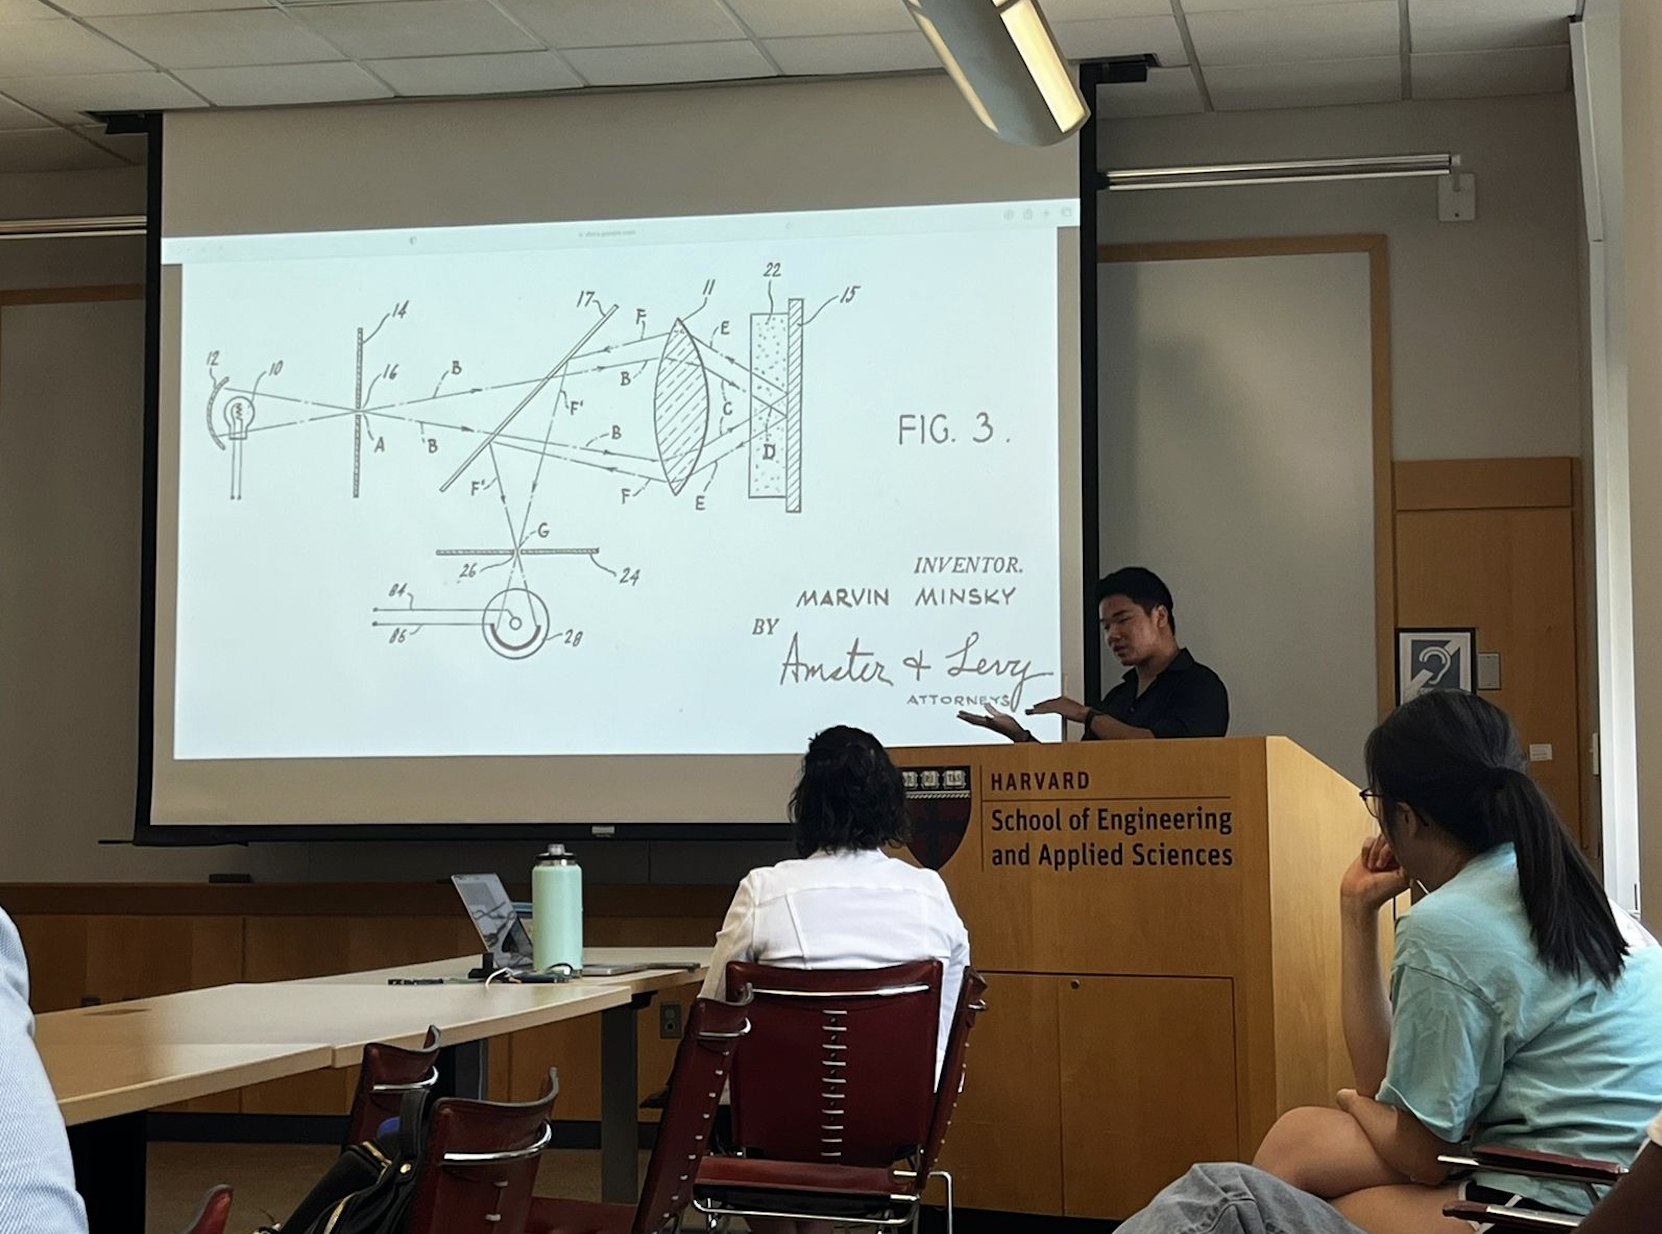 22
11
15
17
14
F
E
12
10
16
B
B
F'
C
FIG. 3.
A
B
B
D
F'
F
E
G
26
24
INVENTOR.
84
MARVIN MINSKY
86
28
BY
Amster & Levy
ATTORNEYS
HARVARD
School of Engineering
and Applied Sciences